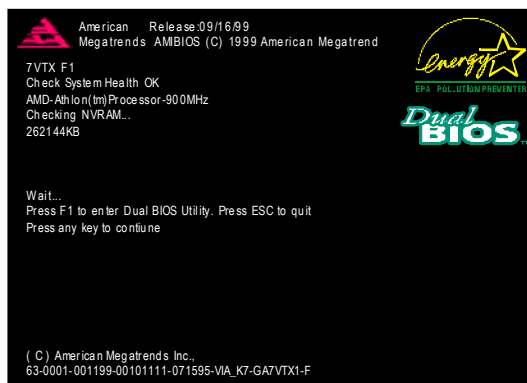 American Release:09/16/99
Megatrends AMBIOS (C) 1999 American Megatrend
energy
EPA POLLUTION PREVENTER
7VTX F1
Check System Health OK
AMD-Athlon(tm)Processor-900MHz
Checking NVRAM...
262144KB
Dual
BIOS TM
Wait...
Press F1 to enter Dual BIOS Utility. Press ESC to quit
Press any key to contiune
( C ) American Megatrends Inc.,
63-0001-001199-00101111-071595-VIA_K7-GA7VTX1-F